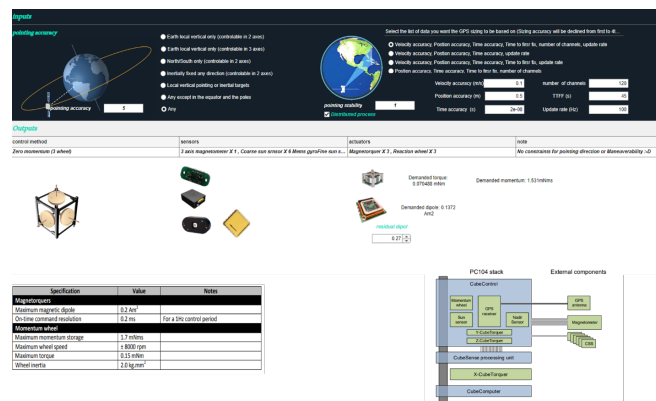 Inputs
pointing accuracy
Earth local vertical only (controlable in 2 axes)
Earth local vertical only (controlable in 3 axes)
North/South only (controlable in 2 axes)
Inertially fixed any direction (controlable in 2 axes)
Local vertical pointing or inertial targets
Any except in the equator and the poles
Any
pointing accuracy 5
Select the list of data you want the GPS sizing to be based on (Sizing accuracy will be declined from first to 4t...
Velocity accuracy, Position accuracy, Time accuracy, Time to first fix, number of channels, update rate
Velocity accuracy, Position accuracy, Time accuracy, update rate
Velocity accuracy, Position accuracy, Time accuracy, Time to first fix
Position accuracy, Time accuracy, Time to first fix, number of channels
Velocity accuracy (m/s) 0.1 number of channels 120
Position accuracy (m) 0.5 TTFF (s) 45
Time accuracy (s) 2e-08 Update rate (Hz) 100
pointing stability 1
Distributed process
Outputs
control method sensors actuators note
Zero momentum (3 wheel) 3 axis magnetometer X 1 , Coarse sun sensor X 6 Mems gyroFine sun s... Magnetorquer X 3 , Reaction wheel X 3 No constraints for pointing direction or Maneuverability :-D
Demanded torque:
0.070488 mNm
Demanded momentum: 1.531mNms
Demanded dipole: 0.1372
Am2
residual dipol
0.27
Specification Value Notes
Magnetorquers
Maximum magnetic dipole 0.2 Am²
On-time command resolution 0.2 ms For a 1Hz control period
Momentum wheel
Maximum momentum storage 1.7 mNms
Maximum wheel speed ± 8000 rpm
Maximum torque 0.15 mNm
Wheel inertia 2.0 kg.mm²
PC104 stack External components
CubeControl
Momentum
wheel
GPS
receiver
Sun
sensor
Nadir
Sensor
Y-CubeTorquer
Z-CubeTorquer
GPS
antenna
Magnetometer
CSS
CubeSense processing unit
X-CubeTorquer
CubeComputer